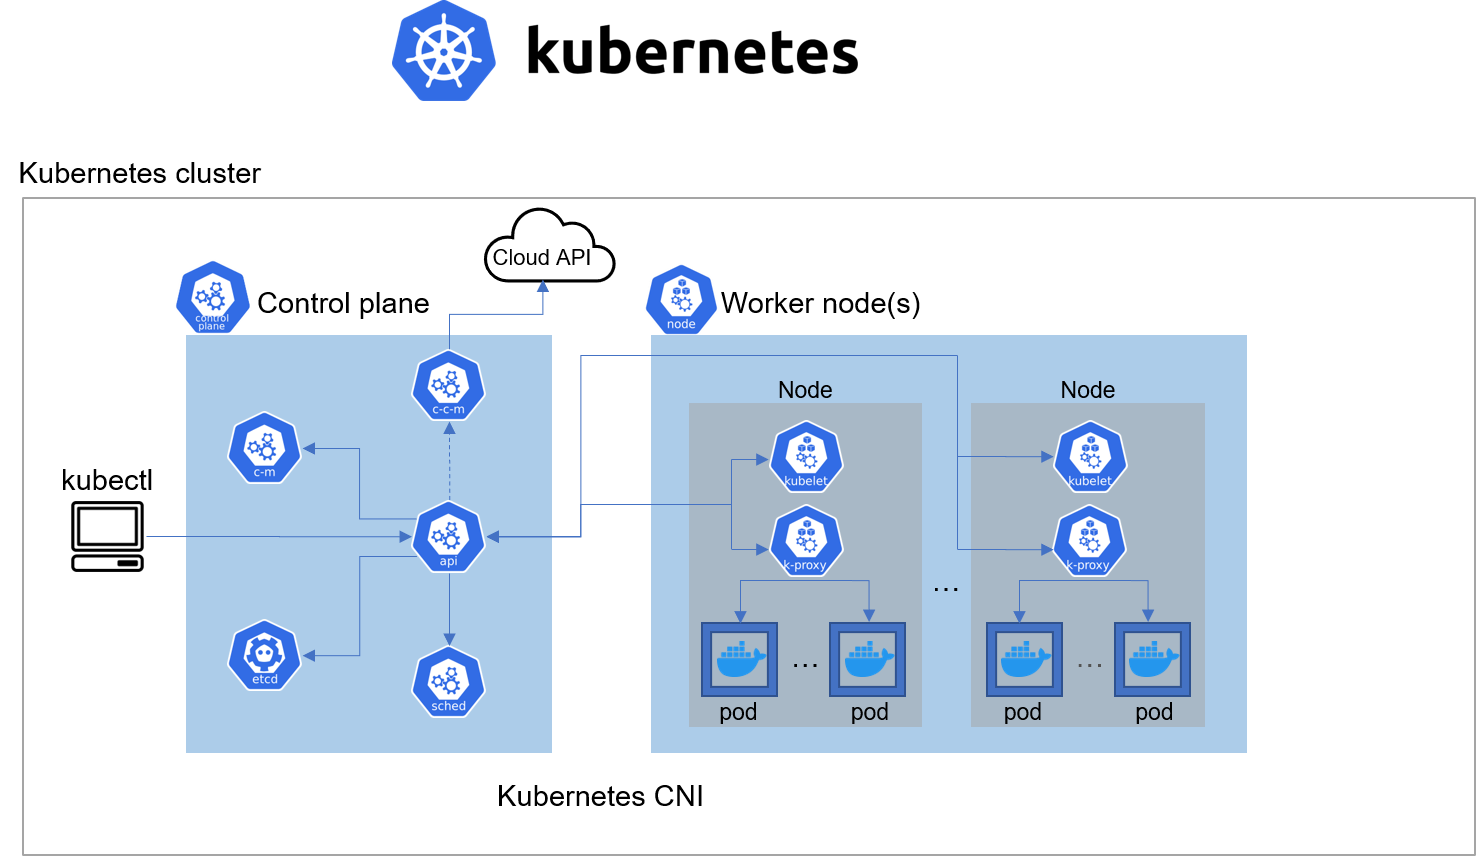 kubernetes
Kubernetes cluster
Cloud API
control
plane
Control plane
node
Worker node(s)
c-c-m
c-m
kubectl
api
etcd
sched
Node
Node
kubelet
kubelet
k-proxy
k-proxy
...
...
...
pod
pod
pod
pod
Kubernetes CNI